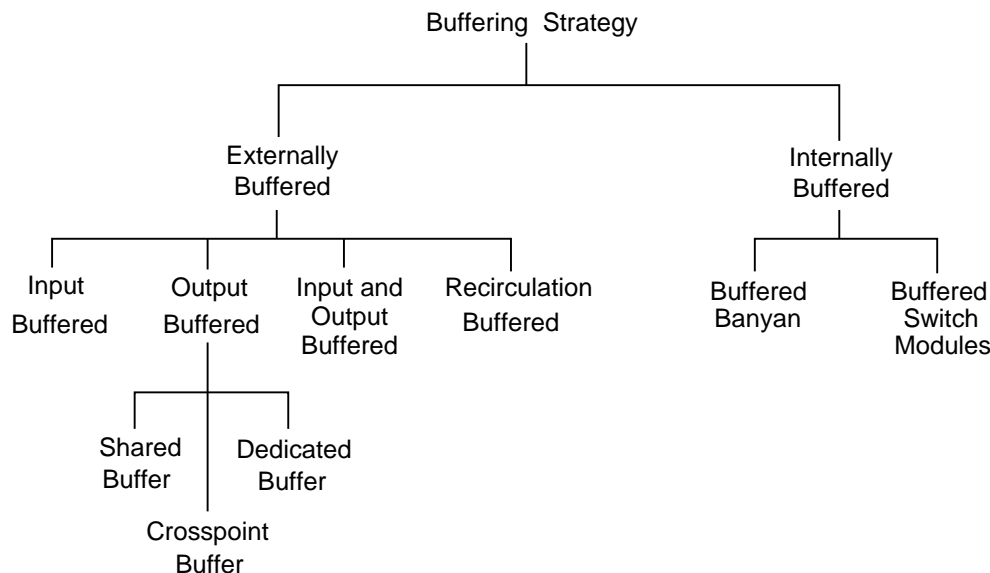 Buffering Strategy
Externally
Buffered
Internally
Buffered
Input
Buffered
Output
Buffered
Input and
Output
Buffered
Recirculation
Buffered
Buffered
Banyan
Buffered
Switch
Modules
Shared
Buffer
Dedicated
Buffer
Crosspoint
Buffer